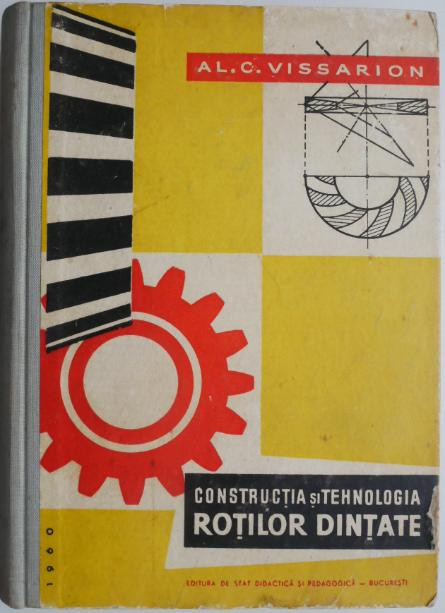 AL.C. VISSARION
CONSTRUCȚIA ȘI TEHNOLOGIA
ROȚILOR DINȚATE
1960
EDITURA DE STAT DIDACTICĂ ȘI PEDAGOGICĂ – BUCUREȘTI